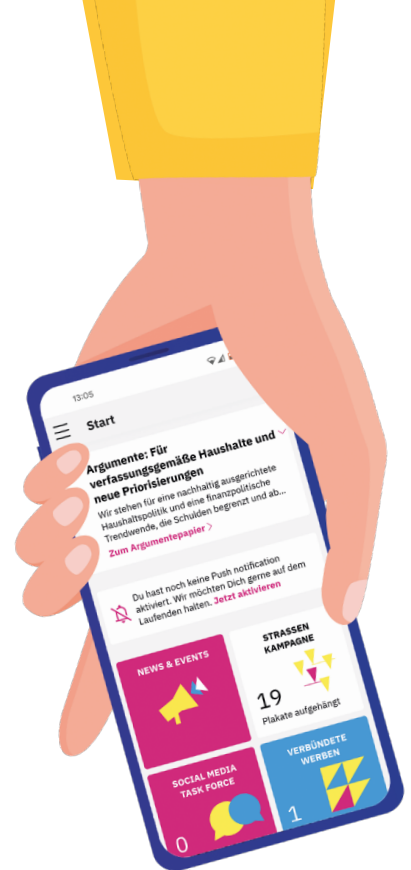 13:05
Start
Argumente: Für
verfassungsgemäße Haushalte und
neue Priorisierungen
Wir stehen für eine nachhaltig ausgerichtete
Haushaltspolitik und eine finanzpolitische
Trendwende, die Schulden begrenzt und ab...
Zum Argumentepapier
Du hast noch keine Push notification
aktiviert. Wir möchten Dich gerne auf dem
Laufenden halten. Jetzt aktivieren
NEWS & EVENTS
STRASSEN
KAMPAGNE
19
Plakate aufgehängt
SOCIAL MEDIA
TASK FORCE
0
VERBÜNDETE
WERBEN
1